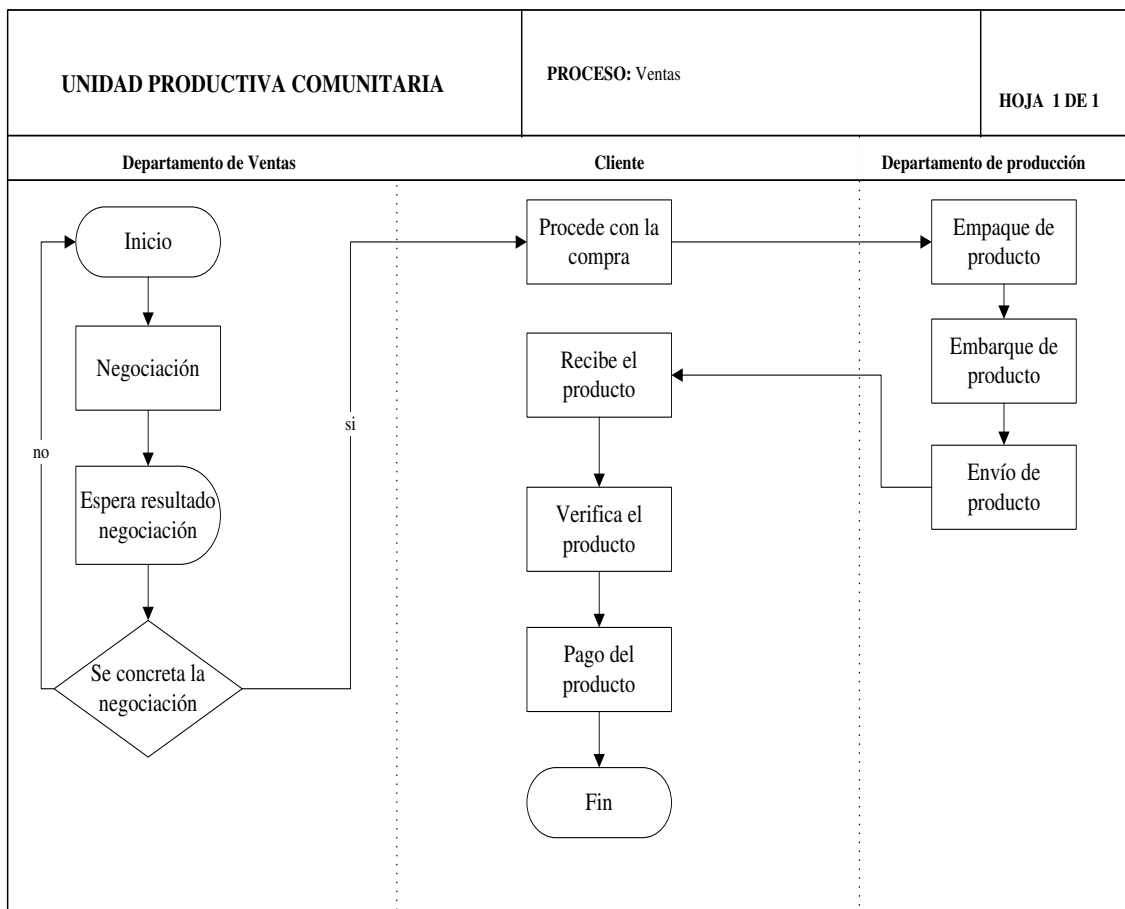 UNIDAD PRODUCTIVA COMUNITARIA
PROCESO: Ventas
HOJA 1 DE 1
Departamento de Ventas
Cliente
Departamento de producción
Inicio
Negociación
Espera resultado
negociación
Se concreta la
negociación
no
si
Procede con la
compra
Recibe el
producto
Verifica el
producto
Pago del
producto
Fin
Empaque de
producto
Embarque de
producto
Envío de
producto